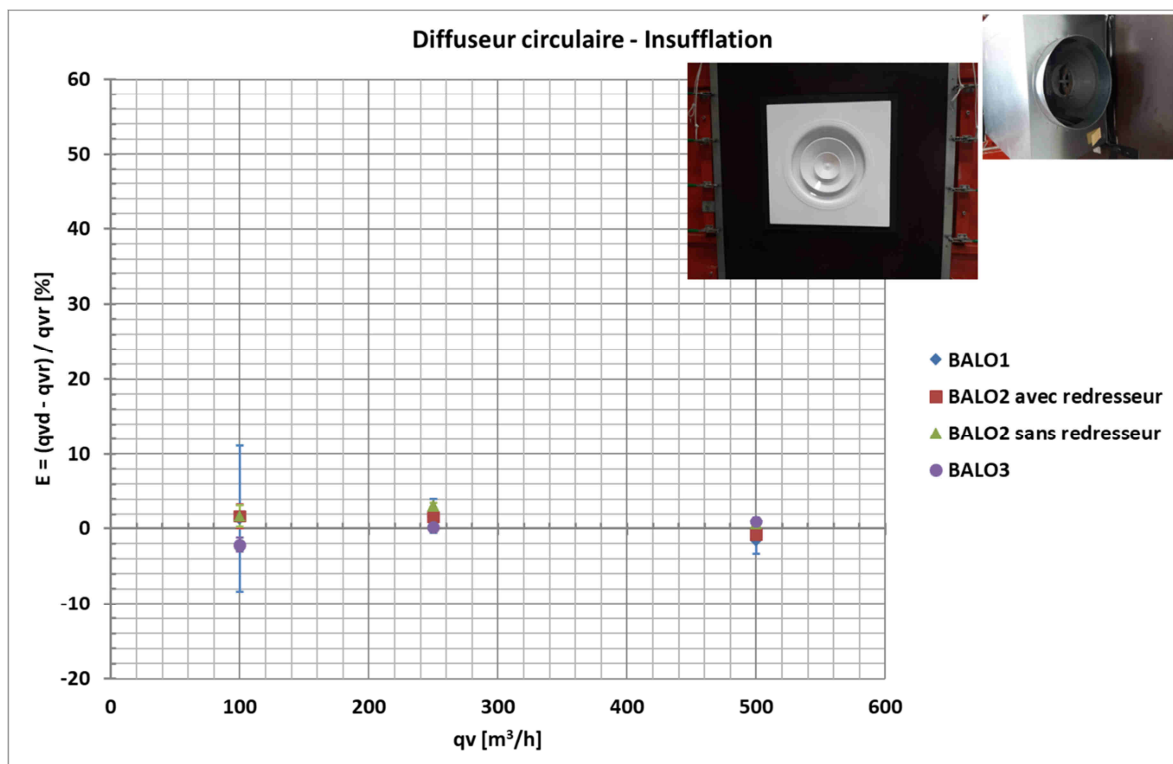 Diffuseur circulaire - Insufflation
E = (qvd - qvr) / qvr [%]
60
50
40
30
20
10
0
-10
-20
0 100 200 300 400 500 600
qv [m³/h]
BALO1
BALO2 avec redresseur
BALO2 sans redresseur
BALO3